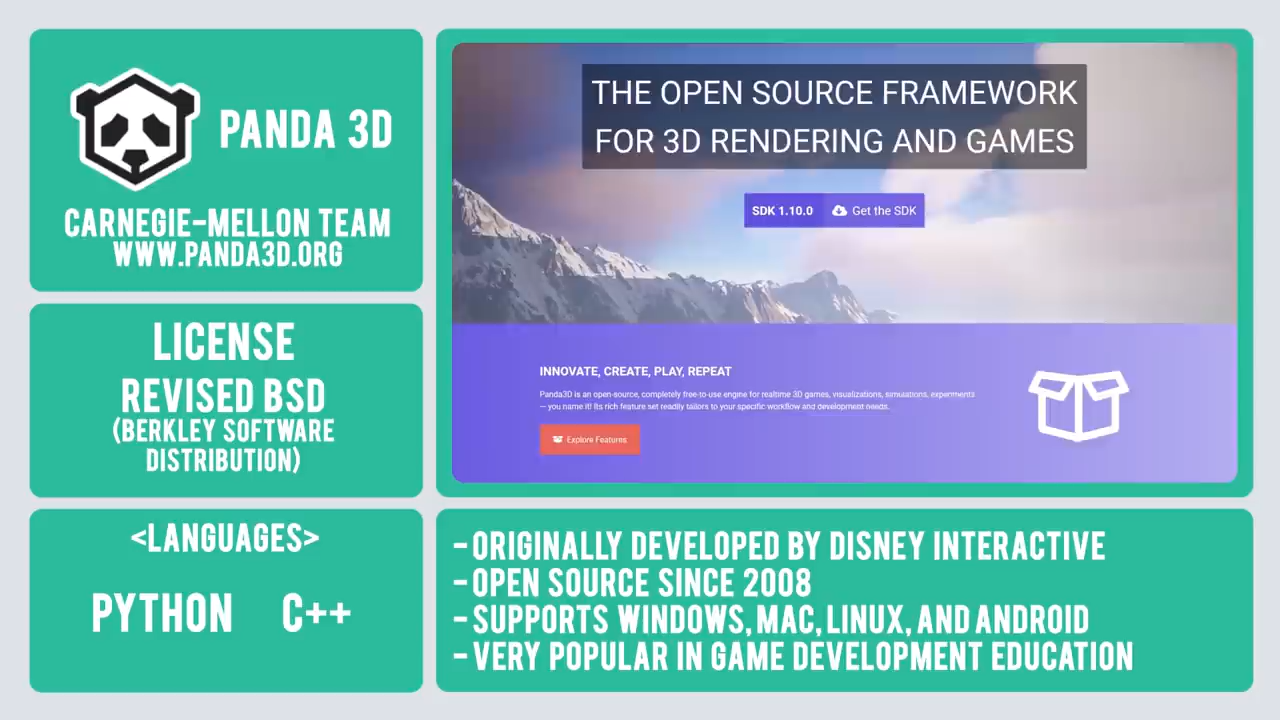 PANDA 3D
CARNEGIE-MELLON TEAM
WWW.PANDA3D.ORG
LICENSE
REVISED BSD
(BERKLEY SOFTWARE
DISTRIBUTION)
<LANGUAGES>
PYTHON C++
THE OPEN SOURCE FRAMEWORK
FOR 3D RENDERING AND GAMES
SDK 1.10.0 Get the SDK
INNOVATE, CREATE, PLAY, REPEAT
Panda3D is an open-source, completely free-to-use engine for realtime 3D games, visualizations, simulations, experiments
— you name it! Its rich feature set readily tailors to your specific workflow and development needs.
Explore Features
- ORIGINALLY DEVELOPED BY DISNEY INTERACTIVE
- OPEN SOURCE SINCE 2008
- SUPPORTS WINDOWS, MAC, LINUX, AND ANDROID
- VERY POPULAR IN GAME DEVELOPMENT EDUCATION